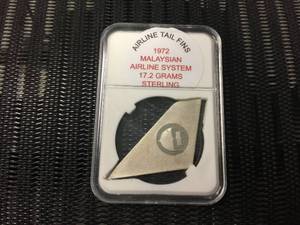 AIRLINE TAIL FINS
1972
MALAYSIAN
AIRLINE SYSTEM
17.2 GRAMS
STERLING